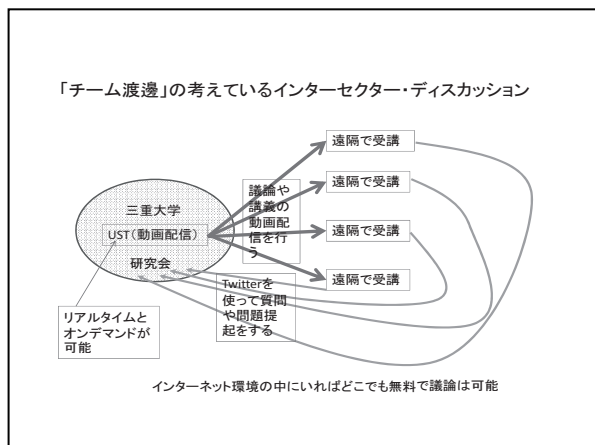 「チーム渡邊」の考えているインターセクター・ディスカッション
遠隔で受講
遠隔で受講
遠隔で受講
遠隔で受講
議論や
講義の
動画配
信を行
う
三重大学
UST(動画配信)
研究会
Twitterを
使って質問
や問題提
起をする
リアルタイムと
オンデマンドが
可能
インターネット環境の中にいればどこでも無料で議論は可能